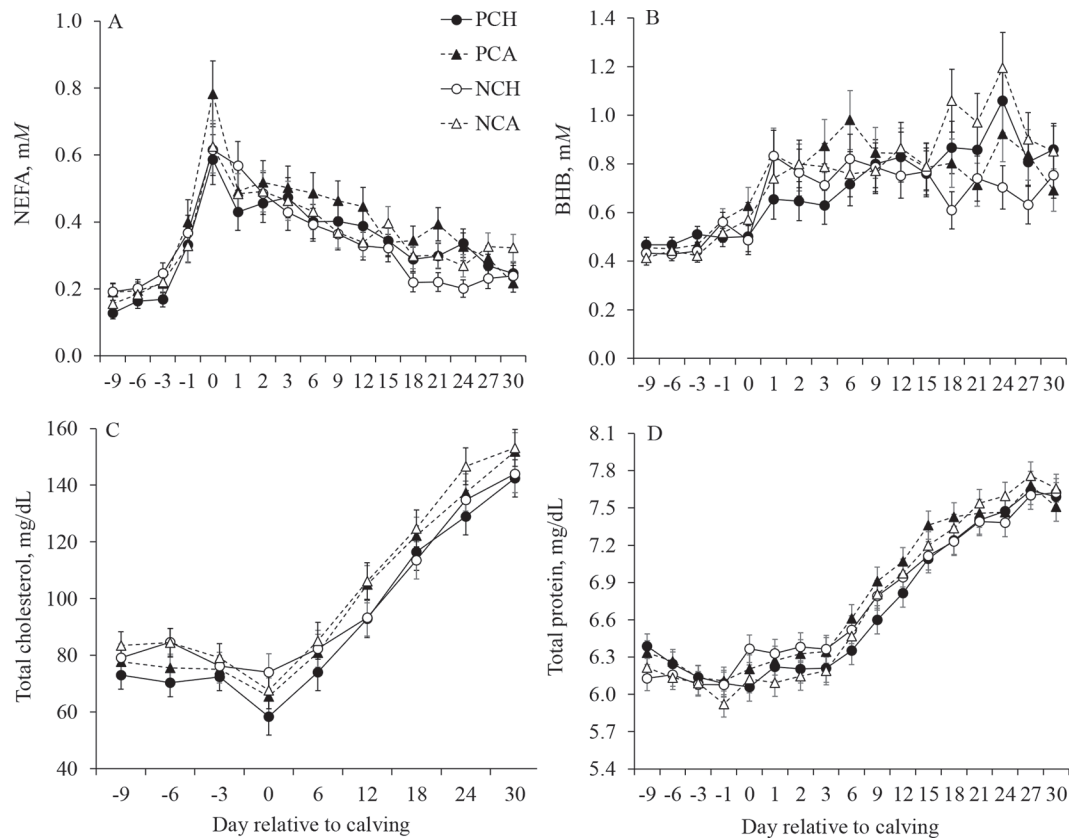 A
PCH
PCA
NCH
NCA
NEFA, mM
1.0
0.8
0.6
0.4
0.2
0.0
-9 -6 -3 -1 0 1 2 3 6 9 12 15 18 21 24 27 30
B
BHB, mM
1.4
1.2
1.0
0.8
0.6
0.4
0.2
0.0
-9 -6 -3 -1 0 1 2 3 6 9 12 15 18 21 24 27 30
C
Total cholesterol, mg/dL
160
140
120
100
80
60
40
-9 -6 -3 0 6 12 18 24 30
Day relative to calving
D
Total protein, mg/dL
8.1
7.8
7.5
7.2
6.9
6.6
6.3
6.0
5.7
5.4
-9 -6 -3 -1 0 1 2 3 6 9 12 15 18 21 24 27 30
Day relative to calving